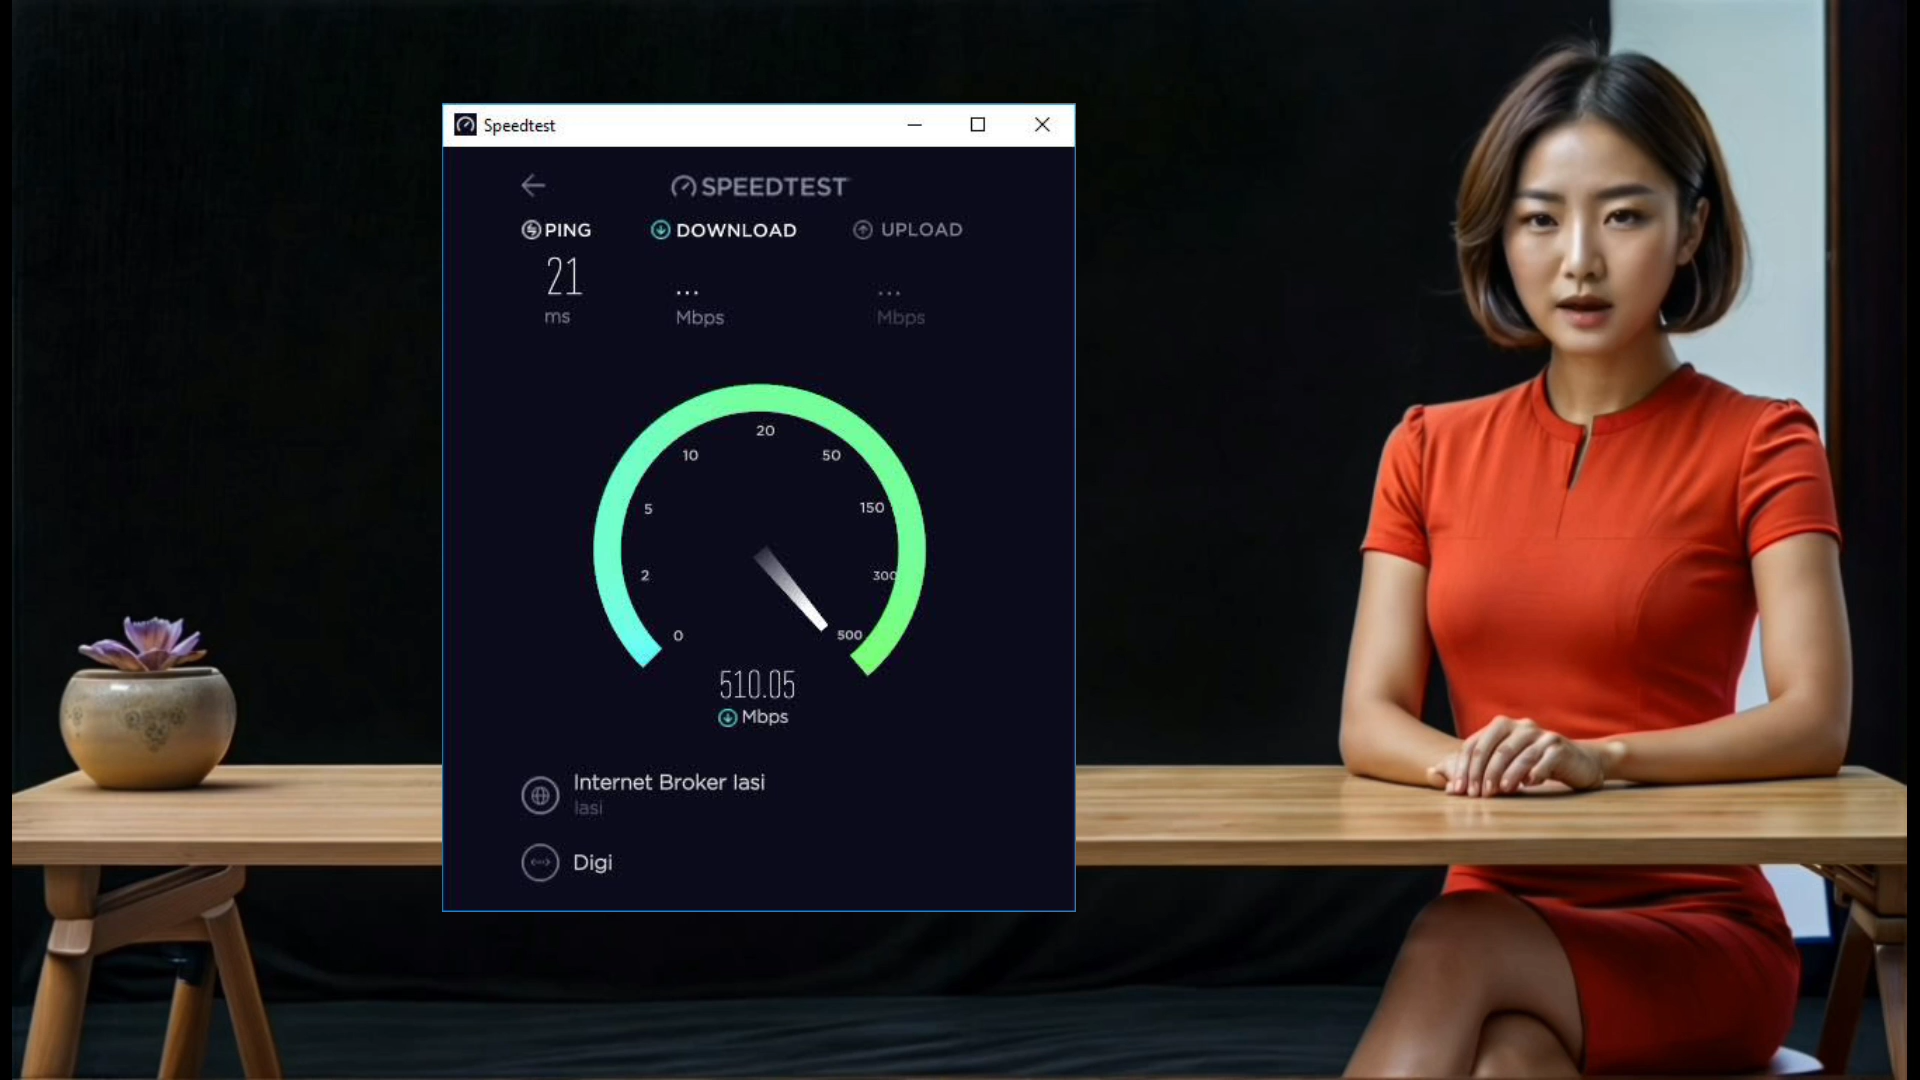 Speedtest
SPEEDTEST
PING
DOWNLOAD
UPLOAD
21
...
...
ms
Mbps
Mbps
20
10
50
5
150
2
300
0
500
510.05
Mbps
Internet Broker Iasi
Iasi
Digi